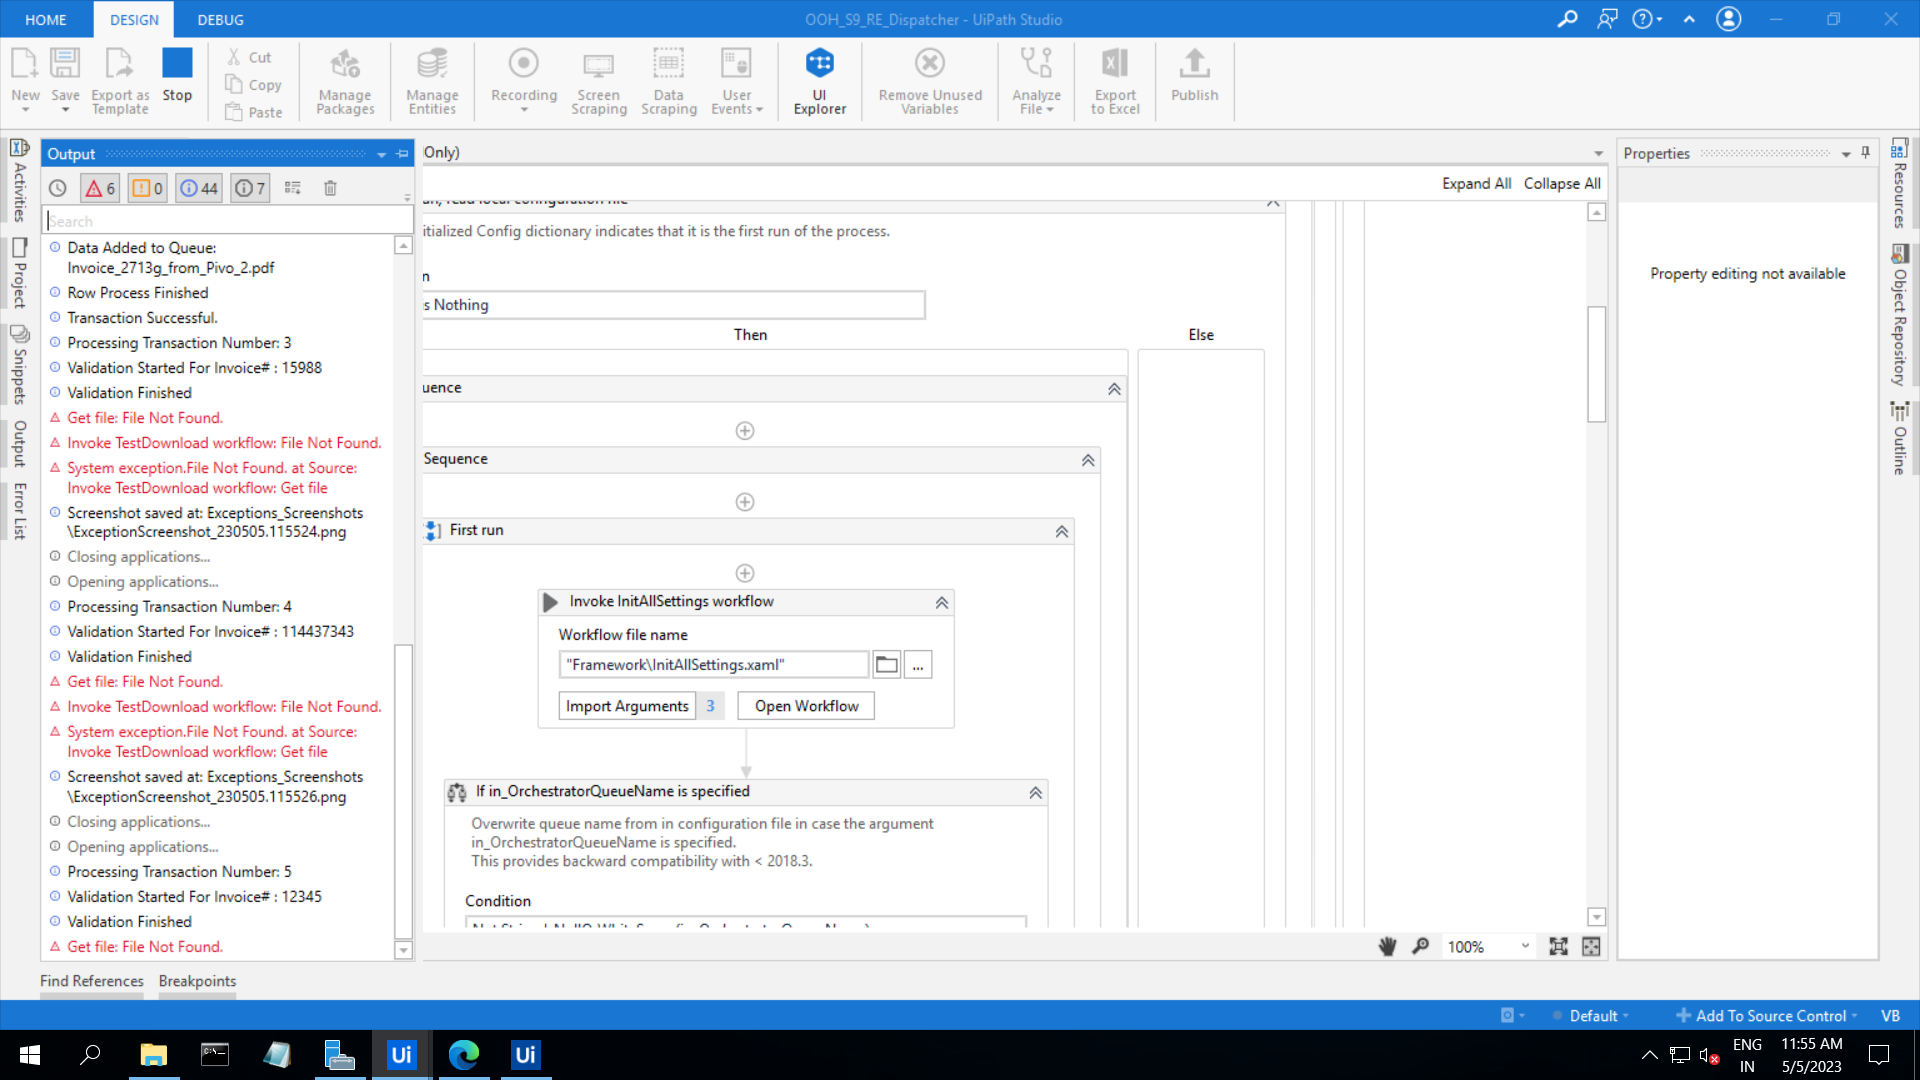 HOME
DESIGN
DEBUG
OOH_S9_RE_Dispatcher - UiPath Studio
New
Save
Export as
Template
Stop
Cut
Copy
Paste
Manage
Packages
Manage
Entities
Recording
Screen
Scraping
Data
Scraping
User
Events
UI
Explorer
Remove Unused
Variables
Analyze
File
Export
to Excel
Publish
Activities
Project
Snippets
Output
Error List
Output
6
0
44
7
Search
Data Added to Queue:
Invoice_2713g_from_Pivo_2.pdf
Row Process Finished
Transaction Successful.
Processing Transaction Number: 3
Validation Started For Invoice# : 15988
Validation Finished
Get file: File Not Found.
Invoke TestDownload workflow: File Not Found.
System exception.File Not Found. at Source:
Invoke TestDownload workflow: Get file
Screenshot saved at: Exceptions_Screenshots
\ExceptionScreenshot_230505.115524.png
Closing applications...
Opening applications...
Processing Transaction Number: 4
Validation Started For Invoice# : 114437343
Validation Finished
Get file: File Not Found.
Invoke TestDownload workflow: File Not Found.
System exception.File Not Found. at Source:
Invoke TestDownload workflow: Get file
Screenshot saved at: Exceptions_Screenshots
\ExceptionScreenshot_230505.115526.png
Closing applications...
Opening applications...
Processing Transaction Number: 5
Validation Started For Invoice# : 12345
Validation Finished
Get file: File Not Found.
Find References
Breakpoints
Only)
Expand All
Collapse All
read local configuration file
itialized Config dictionary indicates that it is the first run of the process.
n
s Nothing
Then
Else
uence
Sequence
First run
Invoke InitAllSettings workflow
Workflow file name
"Framework\InitAllSettings.xaml"
...
Import Arguments
3
Open Workflow
If in_OrchestratorQueueName is specified
Overwrite queue name from in configuration file in case the argument
in_OrchestratorQueueName is specified.
This provides backward compatibility with < 2018.3.
Condition
100%
Properties
Property editing not available
Resources
Object Repository
Outline
Default
Add To Source Control
VB
Ui
Ui
ENG
IN
11:55 AM
5/5/2023